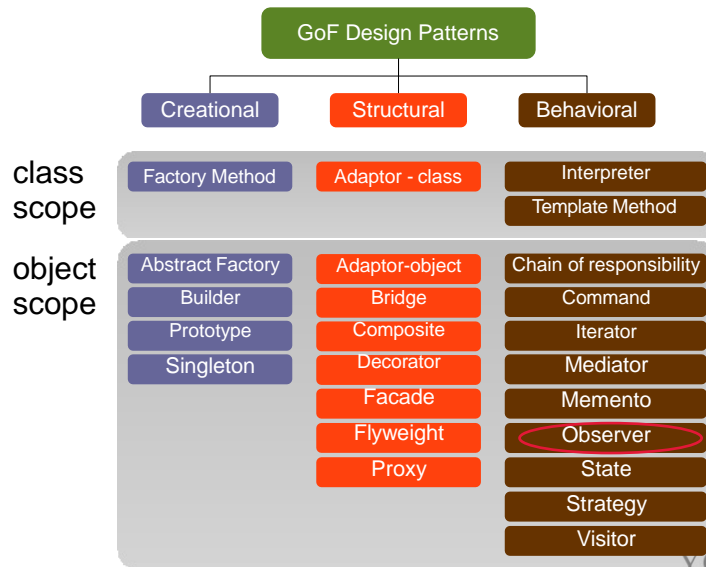 GoF Design Patterns
Creational
Structural
Behavioral
class
scope
Factory Method
Adaptor - class
Interpreter
Template Method
object
scope
Abstract Factory
Adaptor-object
Chain of responsibility
Builder
Bridge
Command
Prototype
Composite
Iterator
Singleton
Decorator
Mediator
Facade
Memento
Flyweight
Observer
Proxy
State
Strategy
Visitor